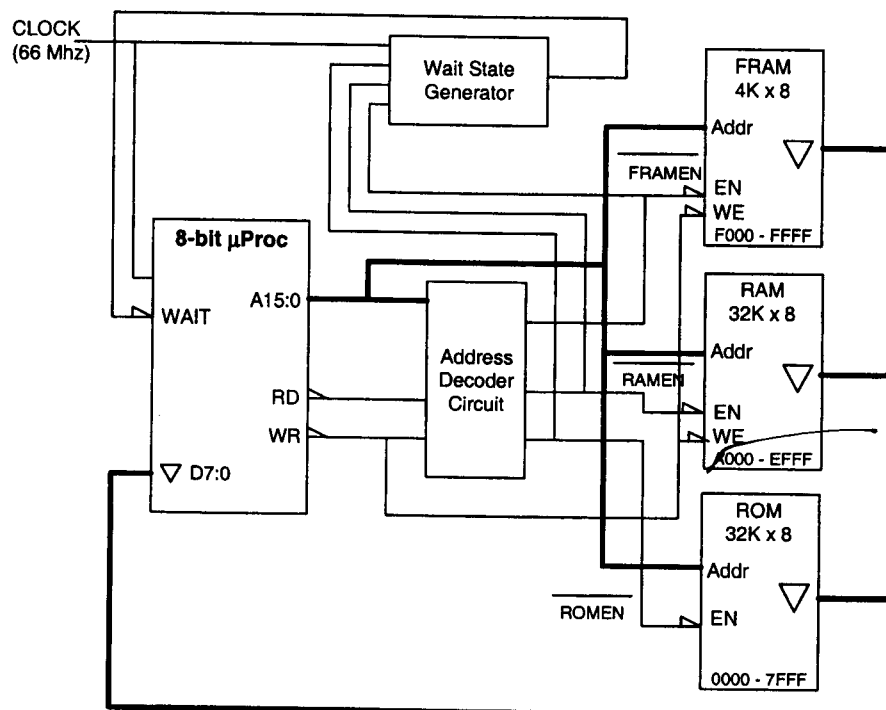 CLOCK
(66 Mhz)
Wait State
Generator
FRAM
4K x 8
Addr
FRAMEN
EN
WE
F000 - FFFF
8-bit µProc
A15:0
WAIT
RD
WR
D7:0
Address
Decoder
Circuit
RAM
32K x 8
Addr
RAMEN
EN
WE
- EFFF
ROM
32K x 8
Addr
ROMEN
EN
0000 - 7FFF